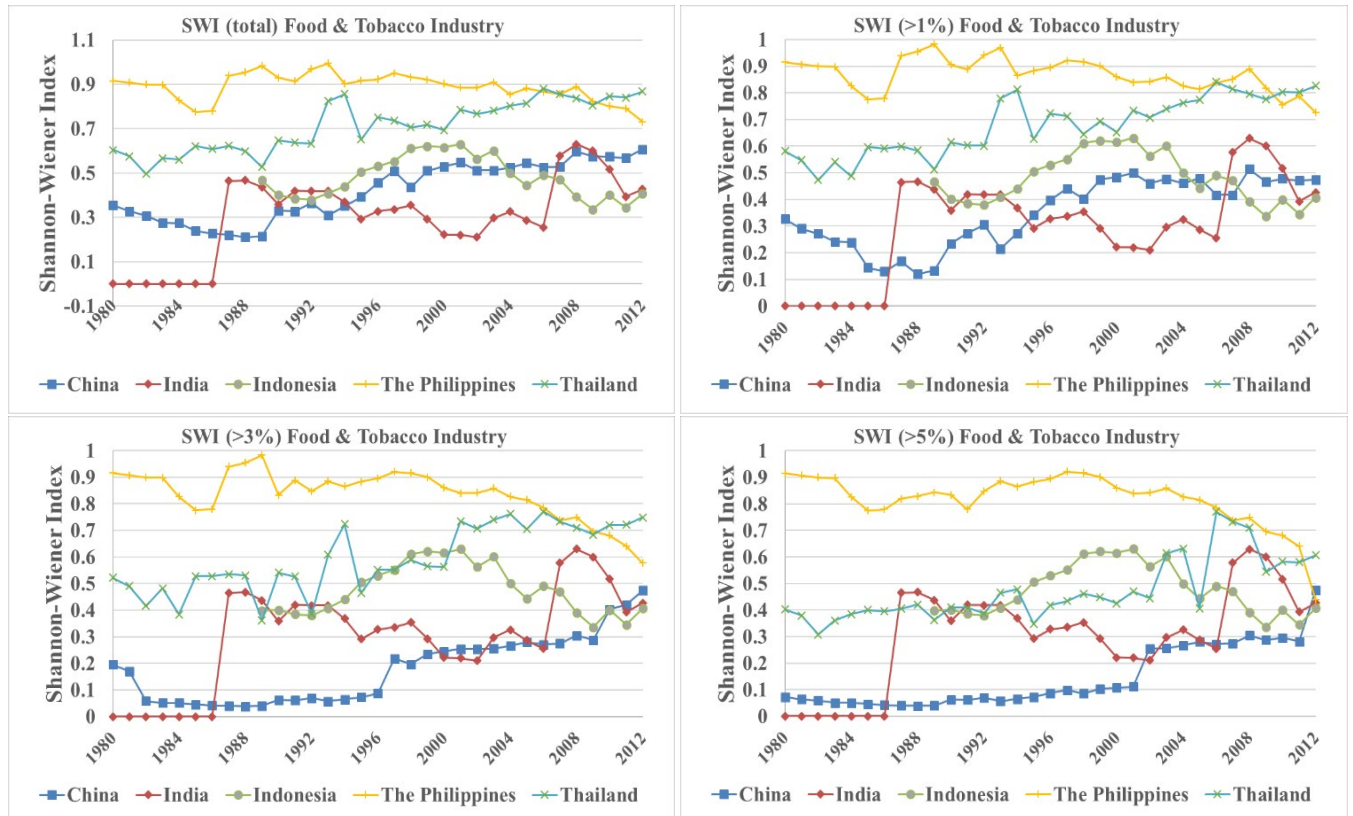 SWI (total) Food & Tobacco Industry
Shannon-Wiener Index
1.1
0.9
0.7
0.5
0.3
0.1
-0.1
1980
1984
1988
1992
1996
2000
2004
2008
2012
China
India
Indonesia
The Philippines
Thailand
SWI (>1%) Food & Tobacco Industry
Shannon-Wiener Index
1
0.9
0.8
0.7
0.6
0.5
0.4
0.3
0.2
0.1
0
1980
1984
1988
1992
1996
2000
2004
2008
2012
China
India
Indonesia
The Philippines
Thailand
SWI (>3%) Food & Tobacco Industry
Shannon-Wiener Index
1
0.9
0.8
0.7
0.6
0.5
0.4
0.3
0.2
0.1
0
1980
1984
1988
1992
1996
2000
2004
2008
2012
China
India
Indonesia
The Philippines
Thailand
SWI (>5%) Food & Tobacco Industry
Shannon-Wiener Index
1
0.9
0.8
0.7
0.6
0.5
0.4
0.3
0.2
0.1
0
1980
1984
1988
1992
1996
2000
2004
2008
2012
China
India
Indonesia
The Philippines
Thailand